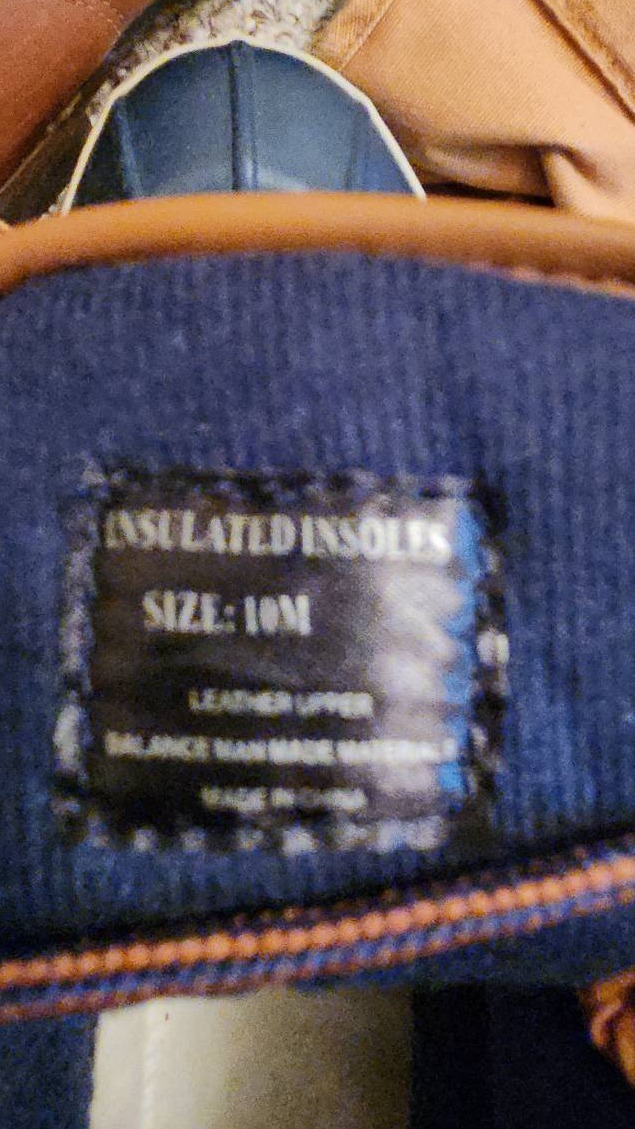 INSULATED INSOLES
SIZE: 10M
LEATHER UPPER
BALANCE MAN MADE MATERIALS
MADE IN CHINA